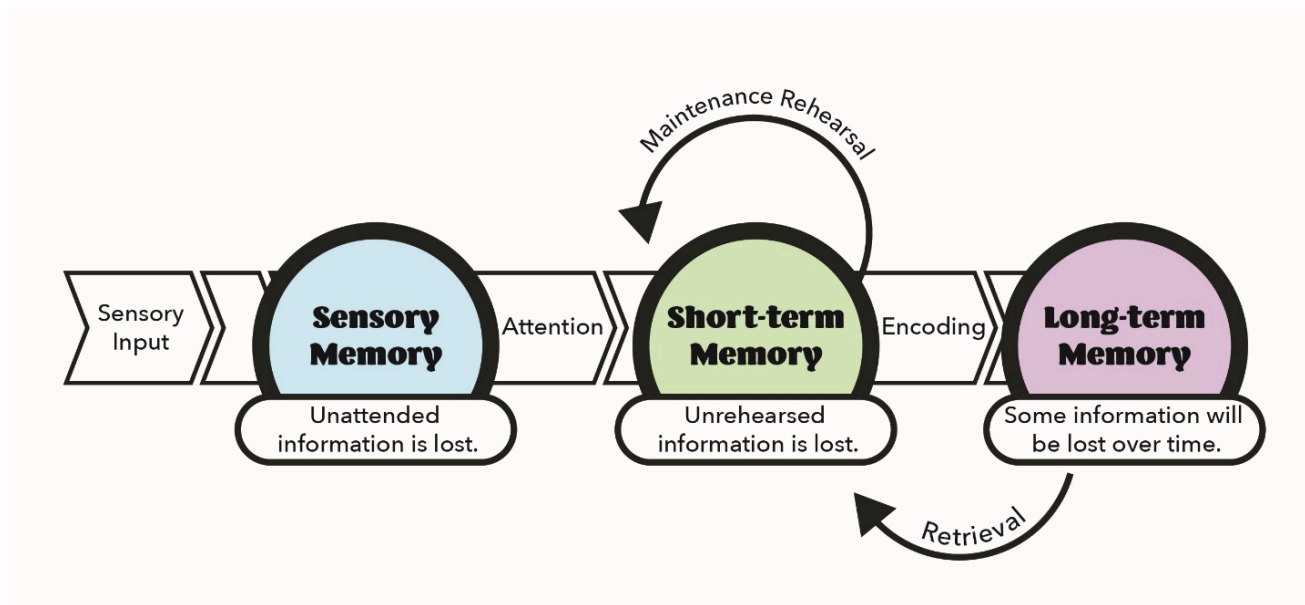 Maintenance Rehearsal
Sensory
Input
Sensory
Memory
Attention
Short-term
Memory
Encoding
Long-term
Memory
Unattended
information is lost.
Unrehearsed
information is lost.
Some information will
be lost over time.
Retrieval